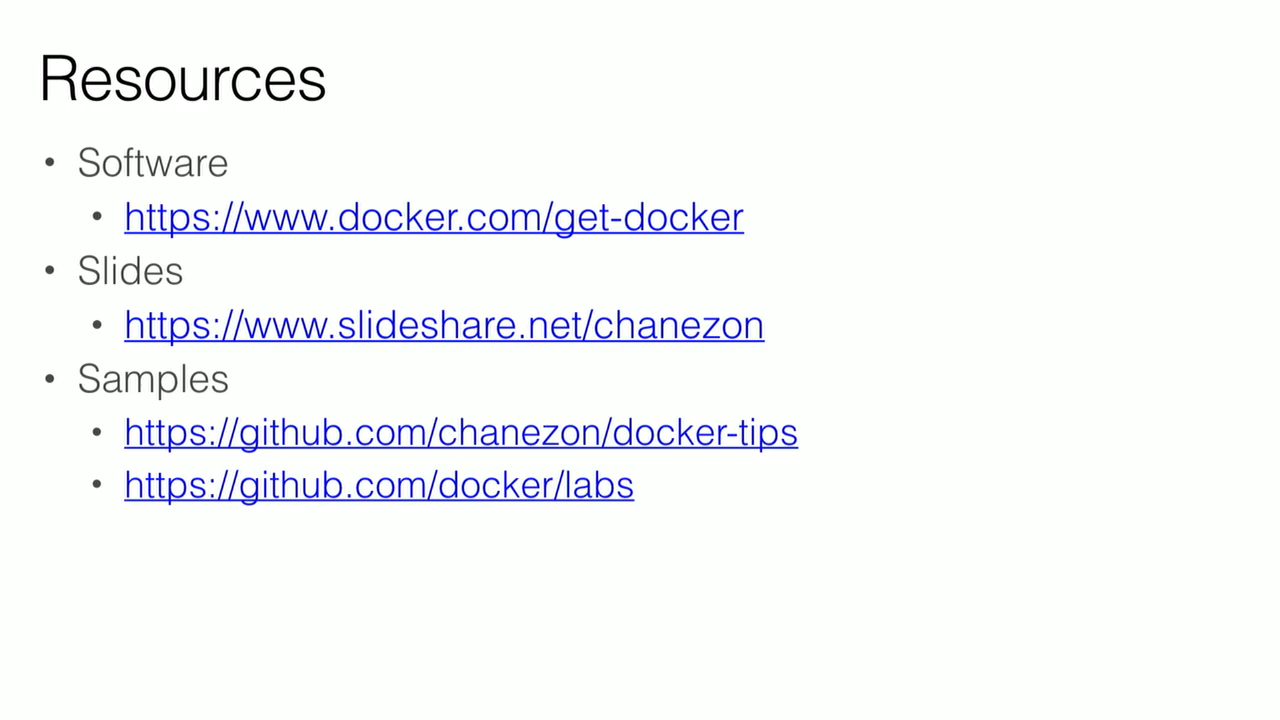 Resources
• Software
• https://www.docker.com/get-docker
• Slides
• https://www.slideshare.net/chanezon
• Samples
• https://github.com/chanezon/docker-tips
• https://github.com/docker/labs